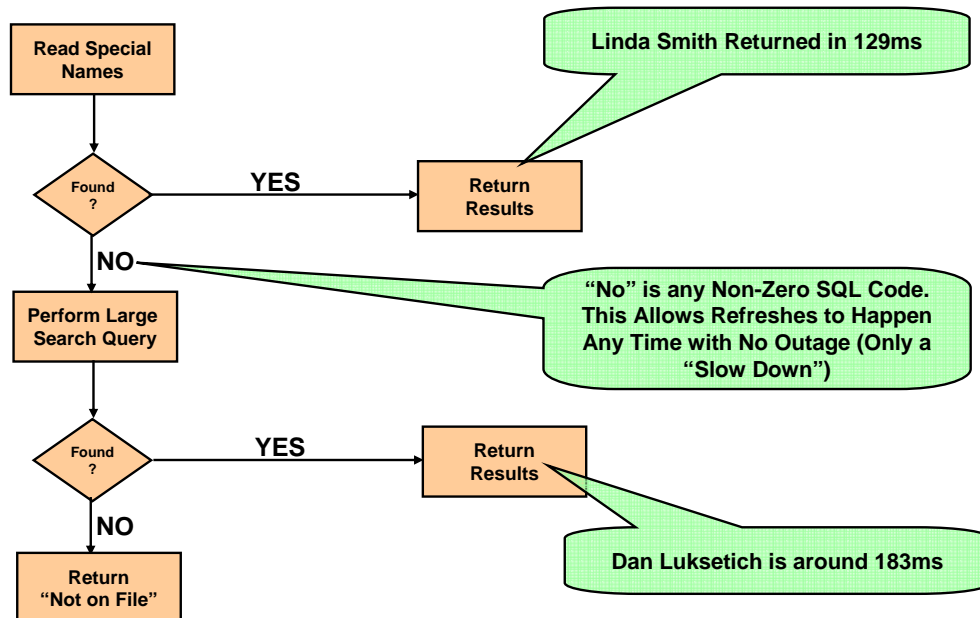 Read Special
Names
Linda Smith Returned in 129ms
Found
?
YES
Return
Results
NO
“No” is any Non-Zero SQL Code.
This Allows Refreshes to Happen
Any Time with No Outage (Only a
“Slow Down”)
Perform Large
Search Query
Found
?
YES
Return
Results
NO
Dan Luksetich is around 183ms
Return
“Not on File”